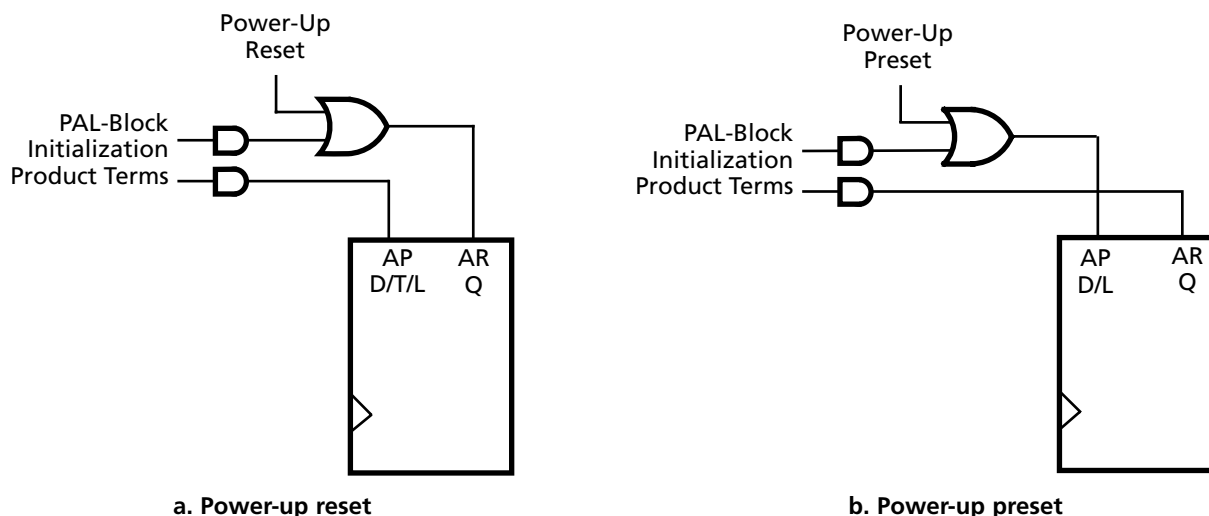 Power-Up
Reset
PAL-Block
Initialization
Product Terms
AP AR
D/T/L Q
a. Power-up reset
Power-Up
Preset
PAL-Block
Initialization
Product Terms
AP AR
D/L Q
b. Power-up preset